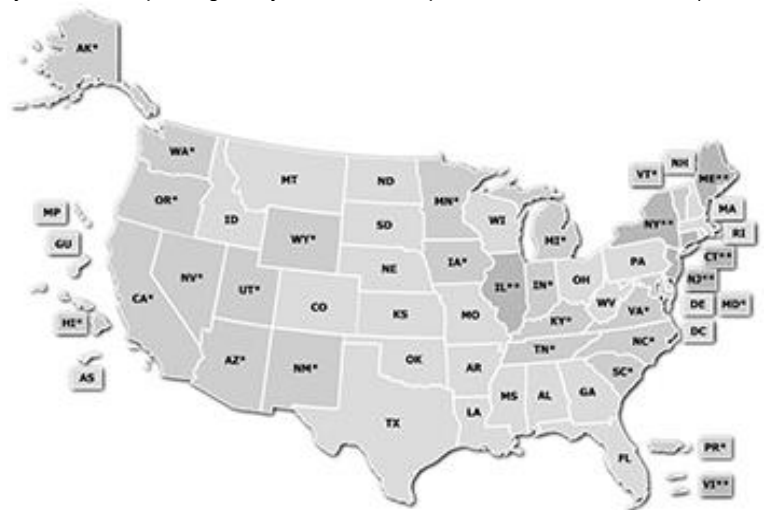 AK*
WA*
MT
ND
MN*
VT*
NH
ME**
OR*
ID
WY*
SD
WI
MI*
NY**
MA
RI
MP
GU
NV*
UT*
NE
IA*
PA
CT**
NJ**
CA*
CO
KS
MO
IL**
IN*
OH
WV
VA*
DE
MD*
HI*
KY*
DC
AS
AZ*
NM*
OK
AR
TN*
NC*
SC*
TX
LA
MS
AL
GA
FL
PR*
VI**